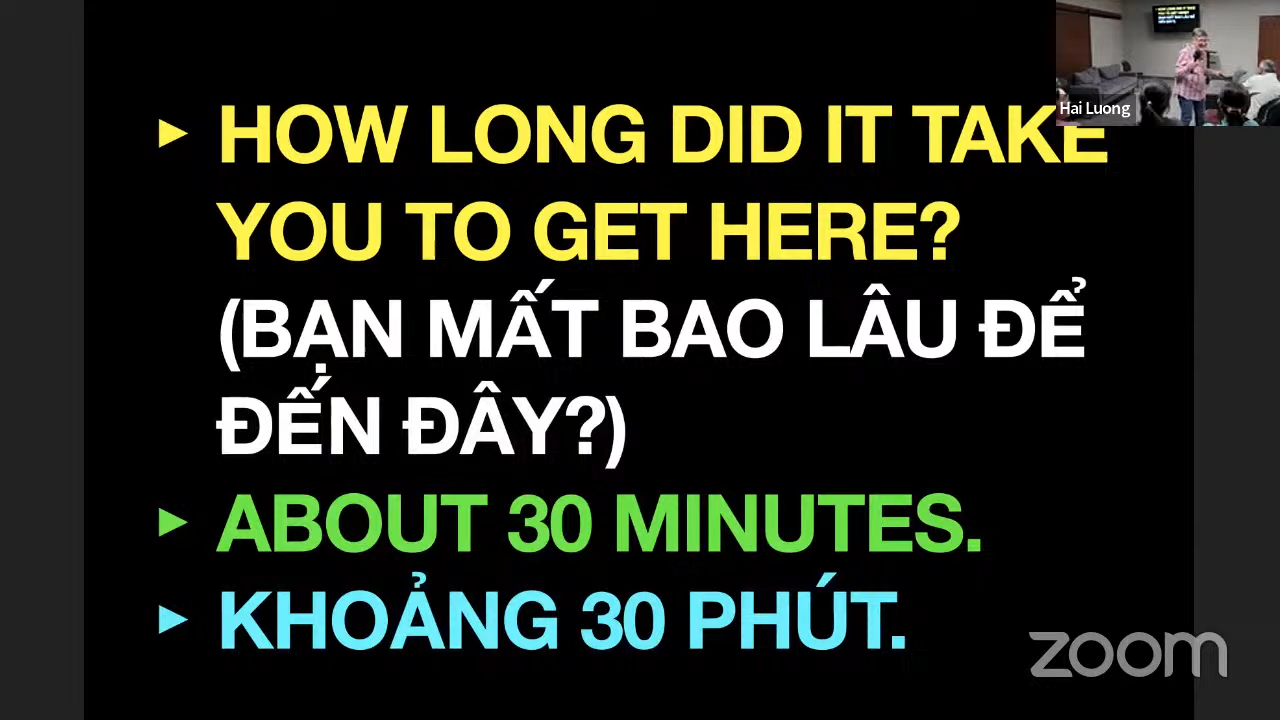 HOW LONG DID IT TAKE
YOU TO GET HERE?
(BẠN MẤT BAO LÂU ĐỂ
ĐẾN ĐÂY?)
ABOUT 30 MINUTES.
KHOẢNG 30 PHÚT.
Hai Luong
zoom